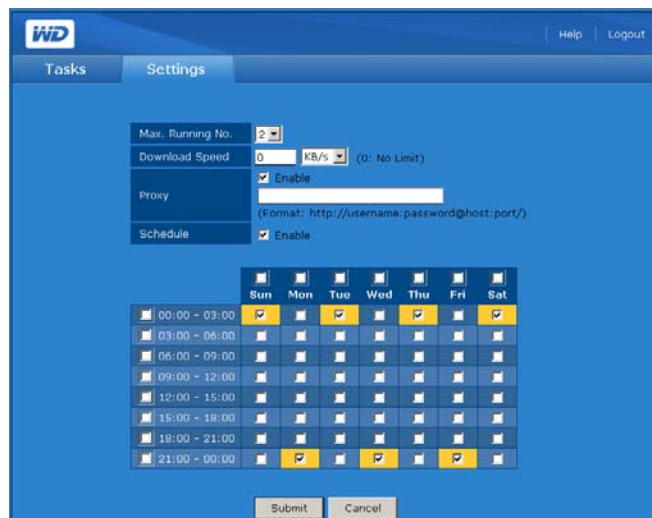 WD
Help | Logout
Tasks Settings
Max. Running No. 2
Download Speed 0 KB/s (0: No Limit)
Enable
Proxy
(Format: http://username:password@host:port/)
Schedule Enable
Sun Mon Tue Wed Thu Fri Sat
00:00 - 03:00
03:00 - 06:00
06:00 - 09:00
09:00 - 12:00
12:00 - 15:00
15:00 - 18:00
18:00 - 21:00
21:00 - 00:00
Submit Cancel